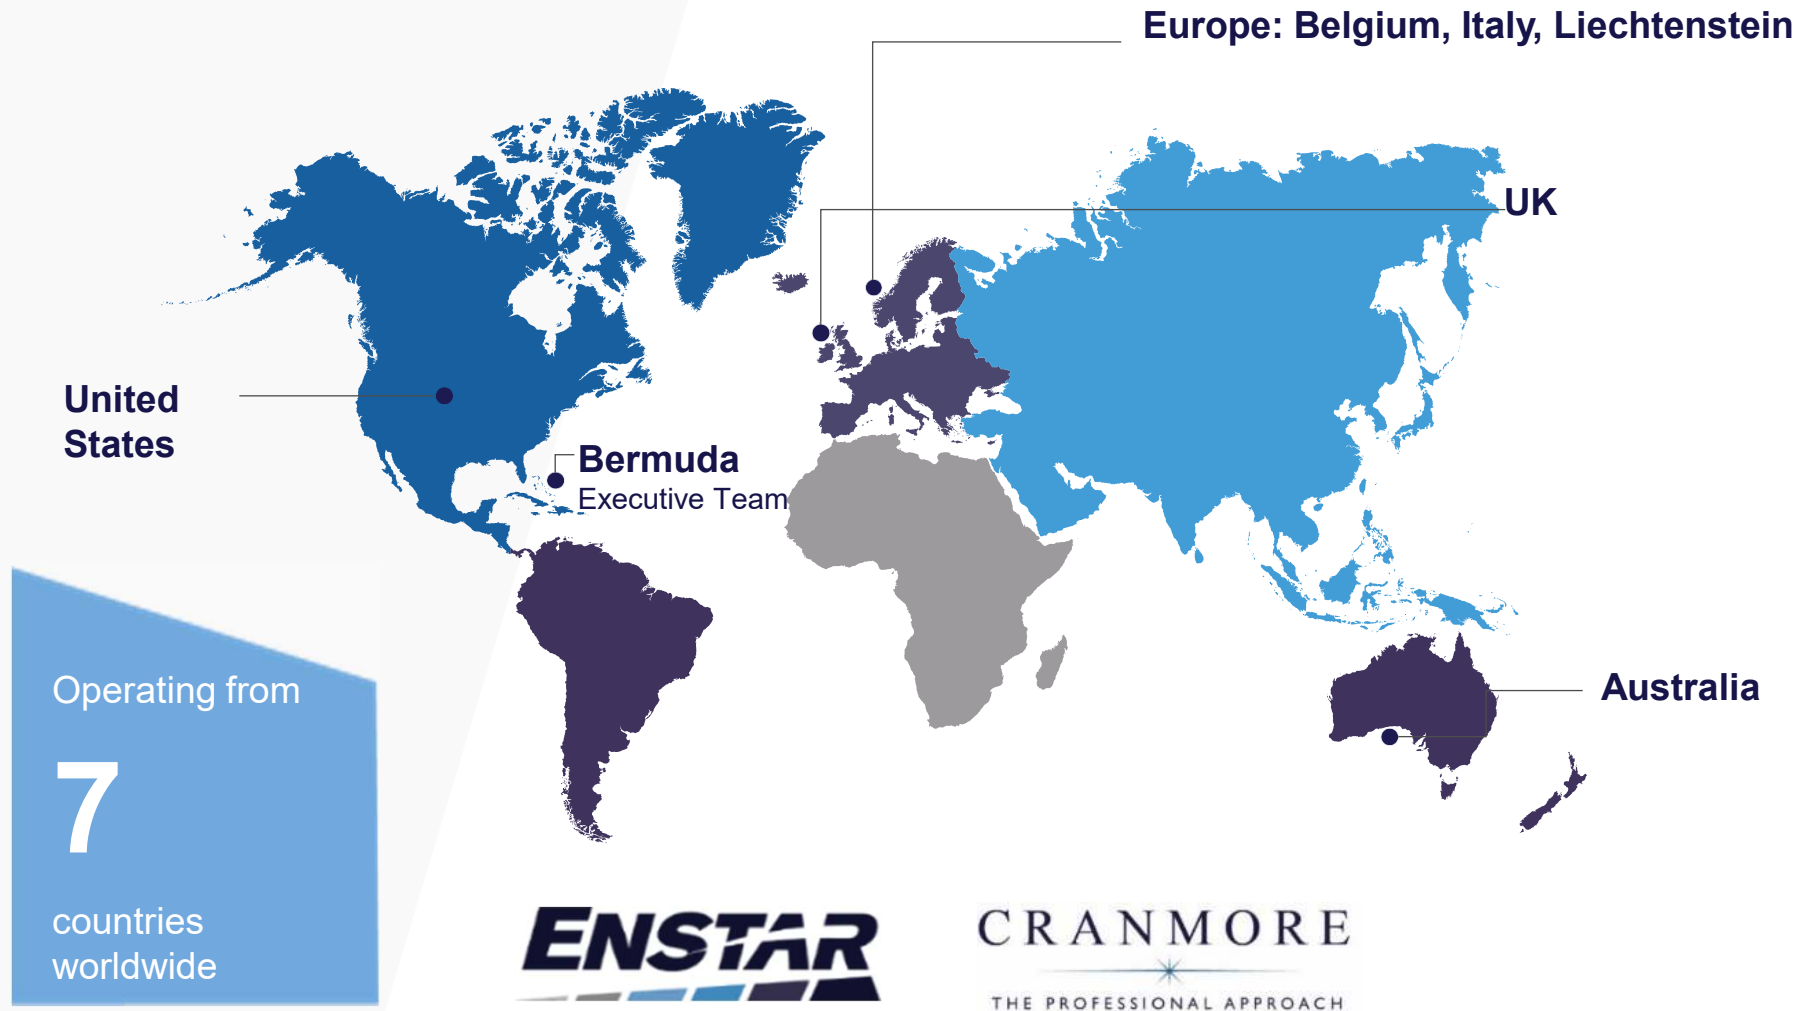 Europe: Belgium, Italy, Liechtenstein
UK
United
States
Bermuda
Executive Team
Australia
Operating from
7
countries
worldwide
ENSTAR
CRANMORE
THE PROFESSIONAL APPROACH